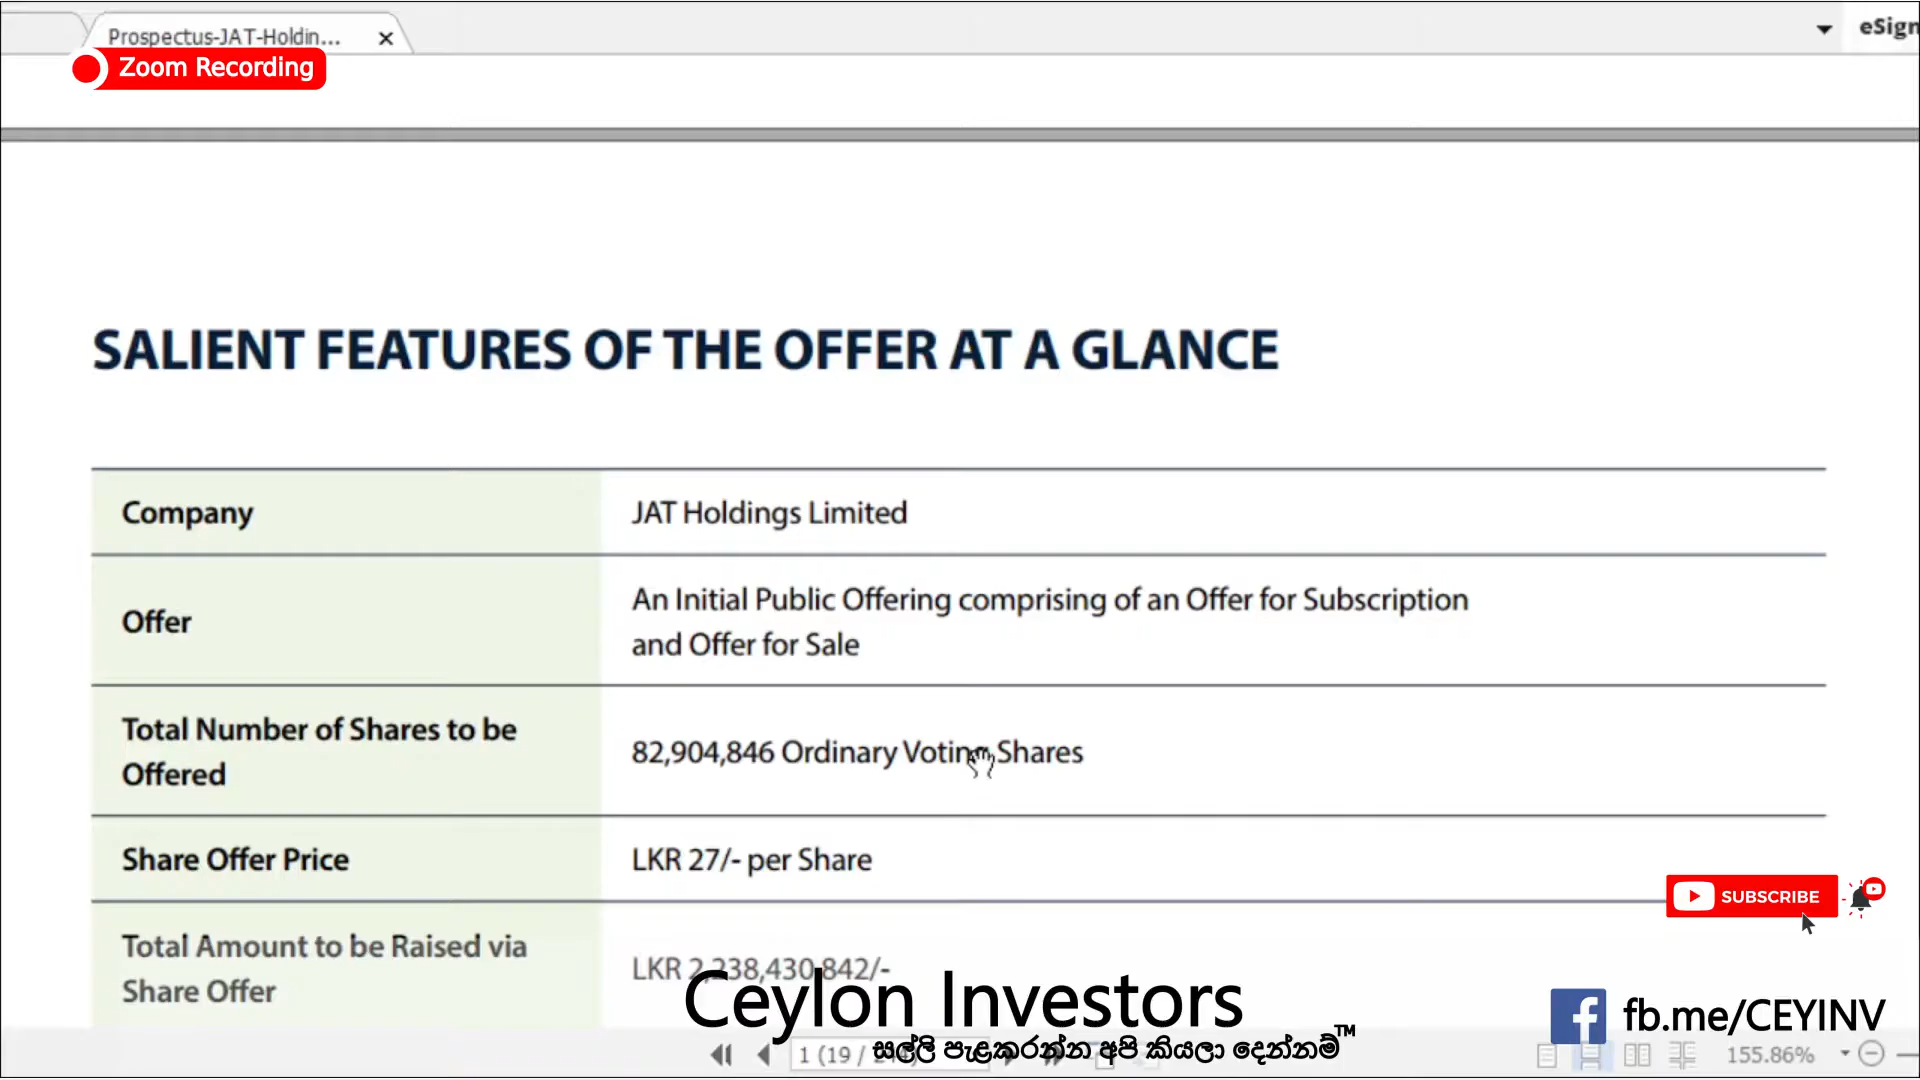 Prospectus-JAT-Holdin...
eSign
Zoom Recording
SALIENT FEATURES OF THE OFFER AT A GLANCE
Company
JAT Holdings Limited
Offer
An Initial Public Offering comprising of an Offer for Subscription
and Offer for Sale
Total Number of Shares to be
Offered
82,904,846 Ordinary Voting Shares
Share Offer Price
LKR 27/- per Share
SUBSCRIBE
Total Amount to be Raised via
Share Offer
LKR 2,238,430,842/-
Ceylon Investors
සල්ලි පැළකරන්න අපි කියලා දෙන්නම් ™
fb.me/CEYINV
1 (19 /
155.86%